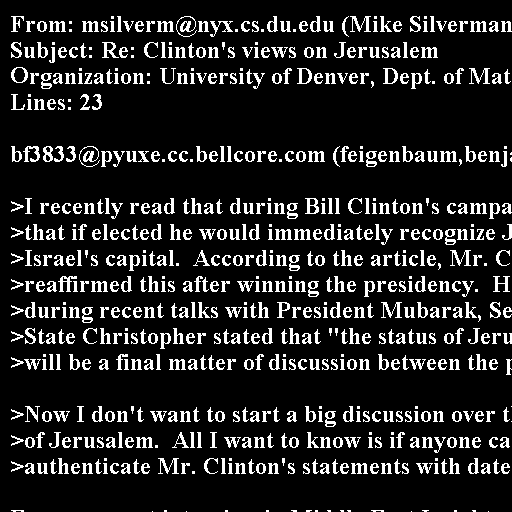 From: msilverm@nyx.cs.du.edu (Mike Silverman
Subject: Re: Clinton's views on Jerusalem
Organization: University of Denver, Dept. of Mat
Lines: 23
bf3833@pyuxe.cc.bellcore.com (feigenbaum,benja
>I recently read that during Bill Clinton's campa
>that if elected he would immediately recognize J
>Israel's capital.  According to the article, Mr. C
>reaffirmed this after winning the presidency.  H
>during recent talks with President Mubarak, Se
>State Christopher stated that "the status of Jeru
>will be a final matter of discussion between the p
>Now I don't want to start a big discussion over t
>of Jerusalem.  All I want to know is if anyone ca
>authenticate Mr. Clinton's statements with date